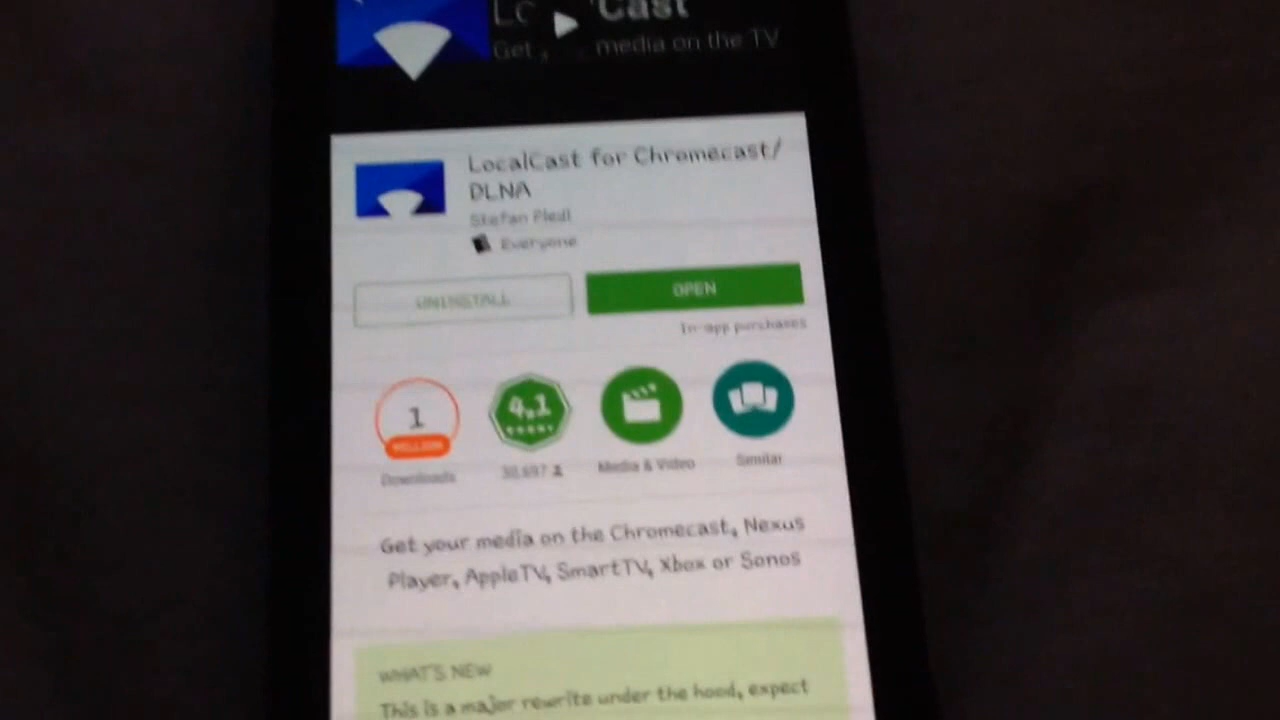 Cast
Get media on the TV
LocalCast for Chromecast/
DLNA
Stefan Pledl
Everyone
UNINSTALL
OPEN
In-app purchases
1
MILLION
Downloads
4.1
Media & Video
Similar
Get your media on the Chromecast, Nexus
Player, AppleTV, SmartTV, Xbox or Sonos
WHAT'S NEW
This is a major rewrite under the hood, expect